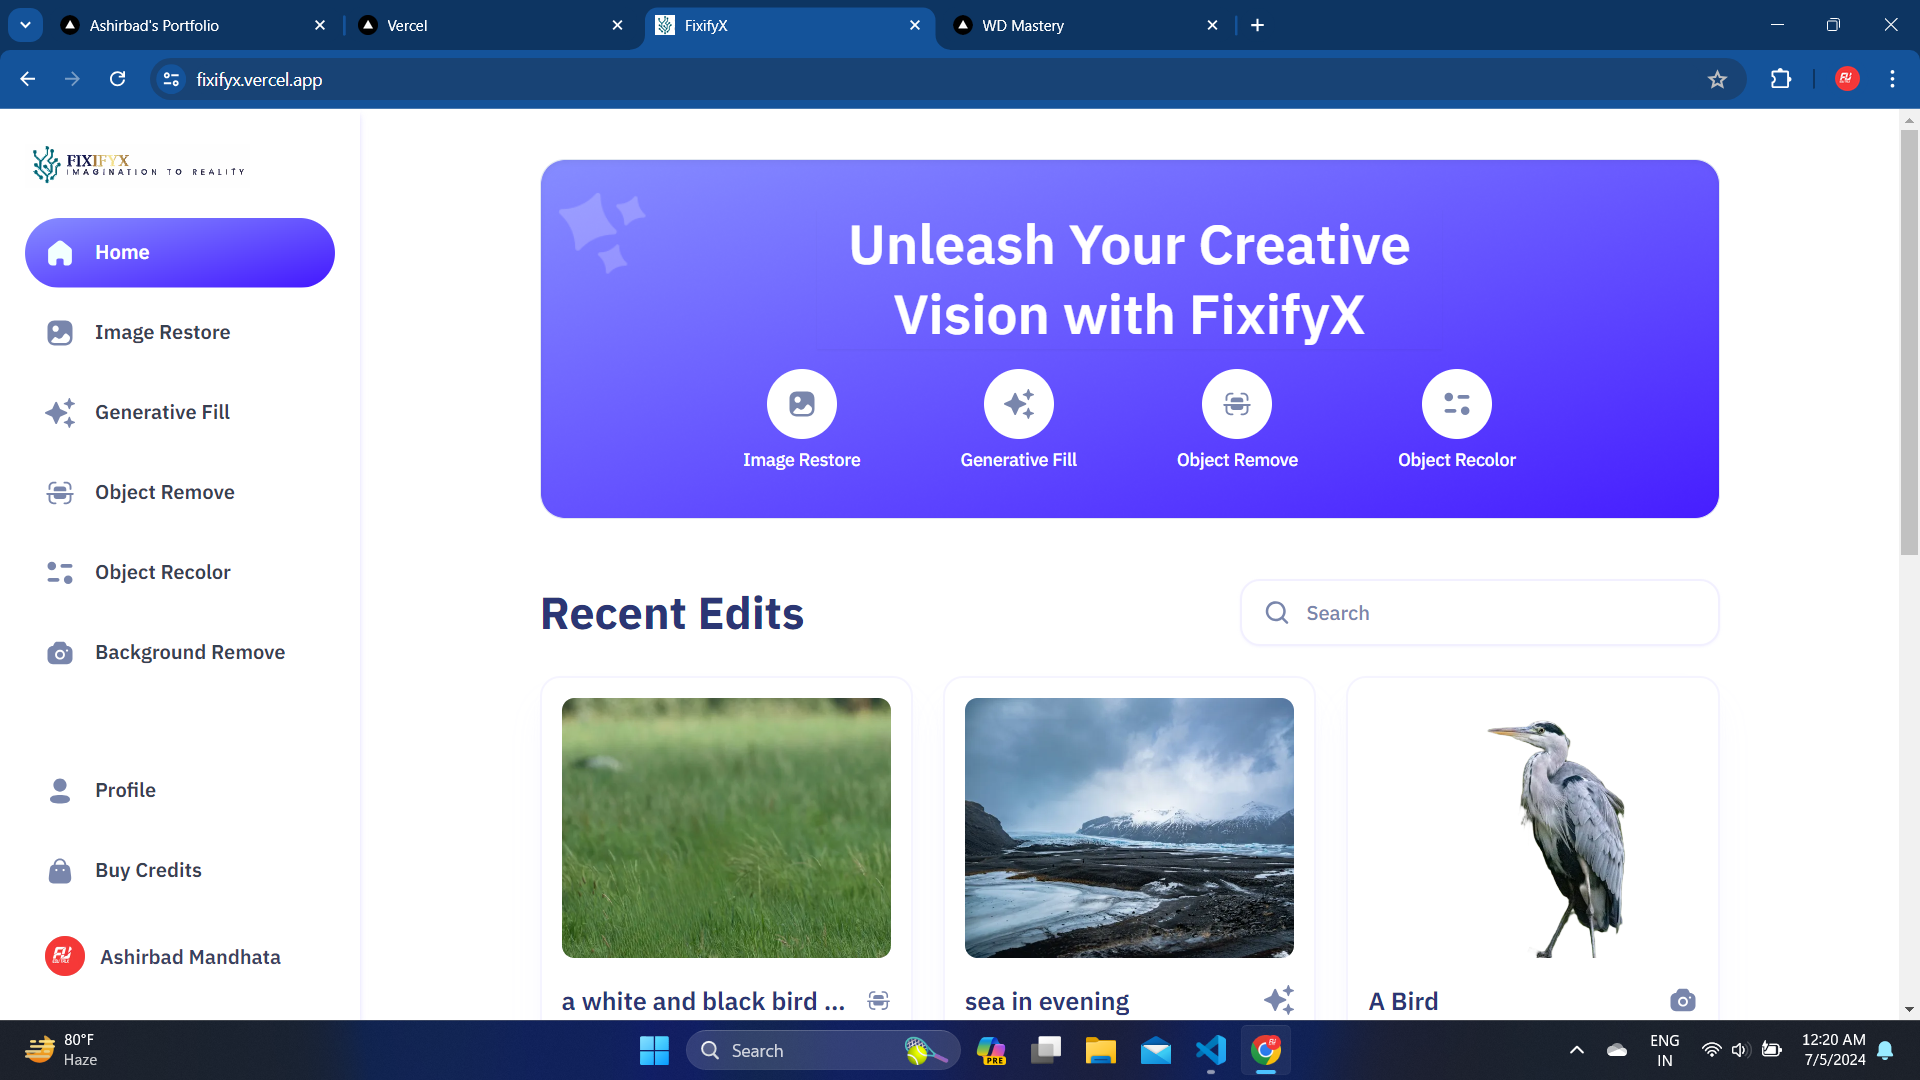 Ashirbad's Portfolio
Vercel
FixifyX
WD Mastery
fixifyx.vercel.app
FIXIFYX
IMAGINATION TO REALITY
Home
Image Restore
Generative Fill
Object Remove
Object Recolor
Background Remove
Profile
Buy Credits
Ashirbad Mandhata
Unleash Your Creative
Vision with FixifyX
Image Restore
Generative Fill
Object Remove
Object Recolor
Recent Edits
Search
a white and black bird ...
sea in evening
A Bird
80°F
Haze
Search
PRE
ENG
IN
12:20 AM
7/5/2024